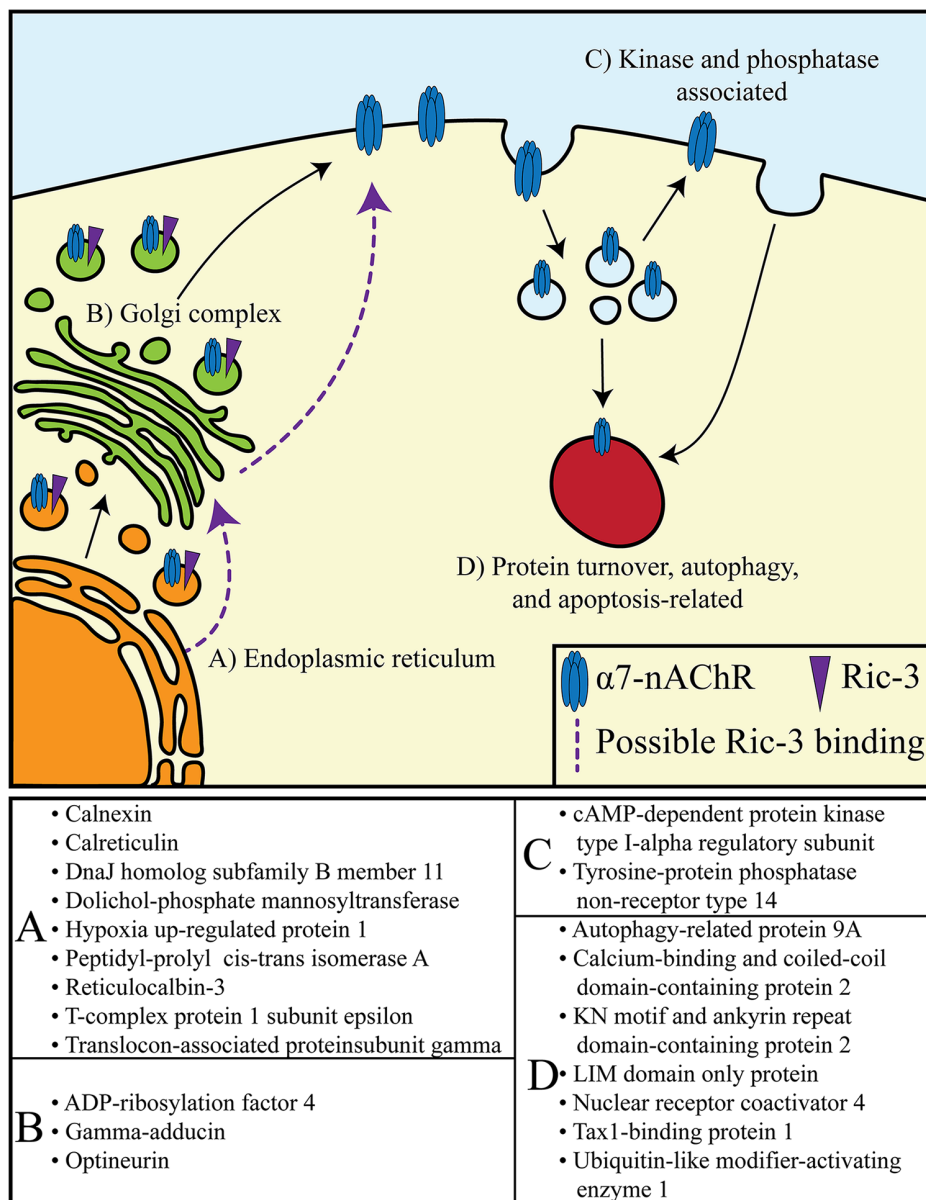 C) Kinase and phosphatase
associated
B) Golgi complex
D) Protein turnover, autophagy,
and apoptosis-related
A) Endoplasmic reticulum
α7-nAChR
Ric-3
Possible Ric-3 binding
A
• Calnexin
• Calreticulin
• DnaJ homolog subfamily B member 11
• Dolichol-phosphate mannosyltransferase
• Hypoxia up-regulated protein 1
• Peptidyl-prolyl cis-trans isomerase A
• Reticulocalbin-3
• T-complex protein 1 subunit epsilon
• Translocon-associated proteinsubunit gamma
B
• ADP-ribosylation factor 4
• Gamma-adducin
• Optineurin
C
• cAMP-dependent protein kinase
type I-alpha regulatory subunit
• Tyrosine-protein phosphatase
non-receptor type 14
D
• Autophagy-related protein 9A
• Calcium-binding and coiled-coil
domain-containing protein 2
• KN motif and ankyrin repeat
domain-containing protein 2
• LIM domain only protein
• Nuclear receptor coactivator 4
• Tax1-binding protein 1
• Ubiquitin-like modifier-activating
enzyme 1